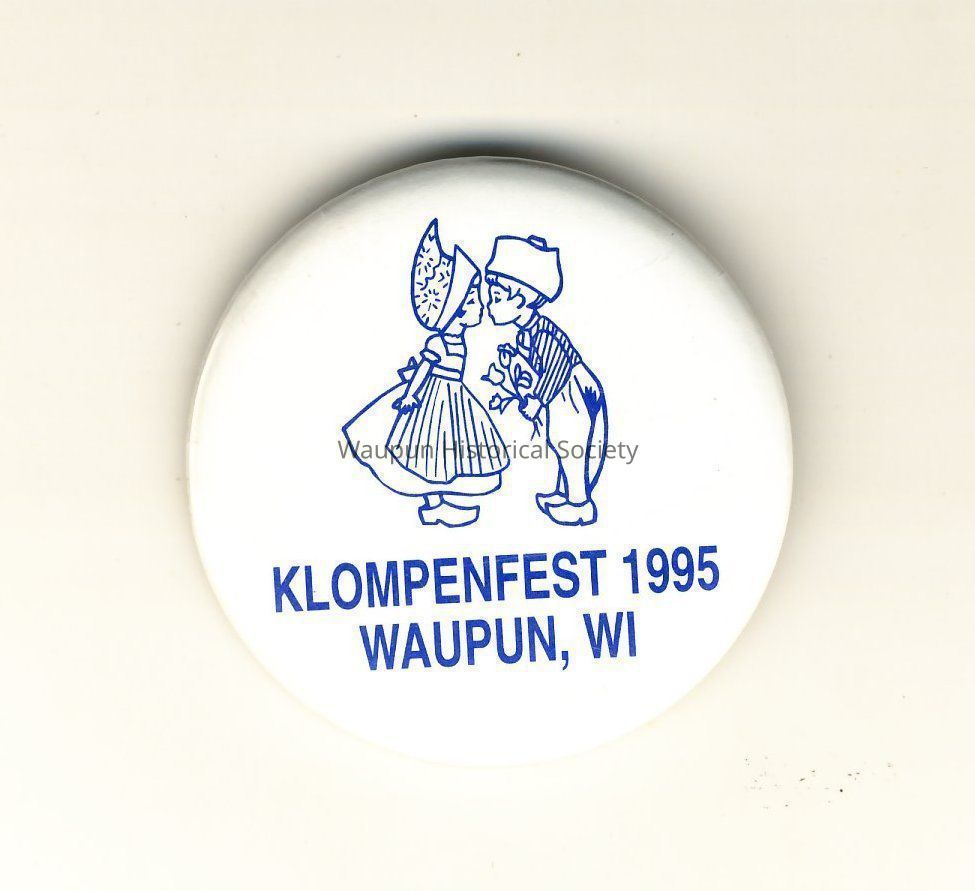 Waupun Historical Society
KLOMPENFEST 1995
WAUPUN, WI